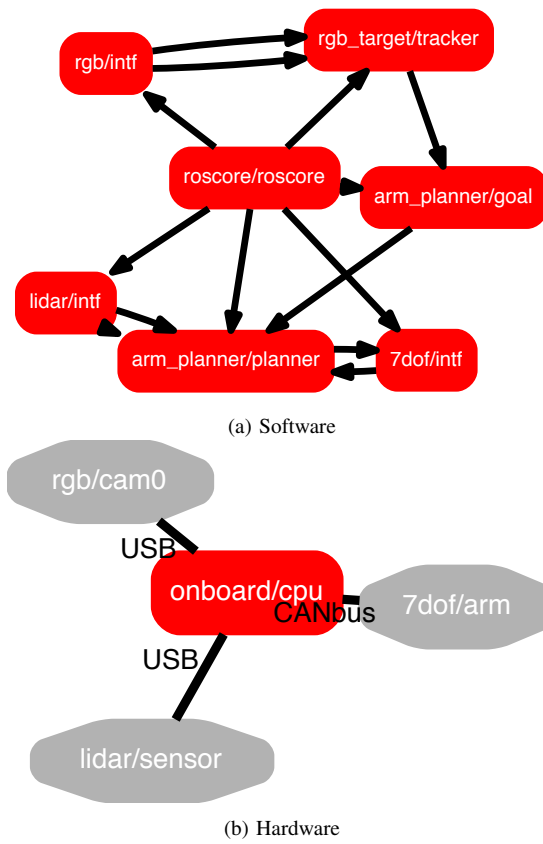 rgb_target/tracker
rgb/intf
roscore/roscore
arm_planner/goal
lidar/intf
arm_planner/planner
7dof/intf
(a) Software
rgb/cam0
USB
onboard/cpu
7dof/arm
CANbus
USB
lidar/sensor
(b) Hardware